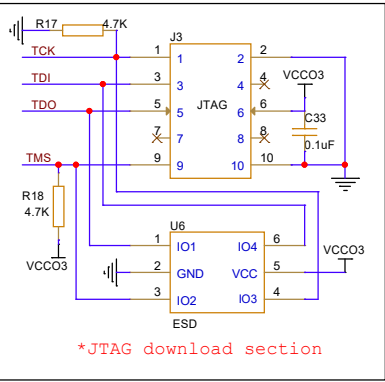 R17 4.7K
J3
TCK 1 1 2 2
VCCO3
TDI 3 3 4 4
TDO 5 5 JTAG 6 6
C33
7 7 8 8 0.1uF
TMS 9 9 10 10
R18
4.7K
U6
VCCO3 1 IO1 IO4 6 VCCO3
2 GND VCC 5
3 IO2 IO3 4
ESD
*JTAG download section